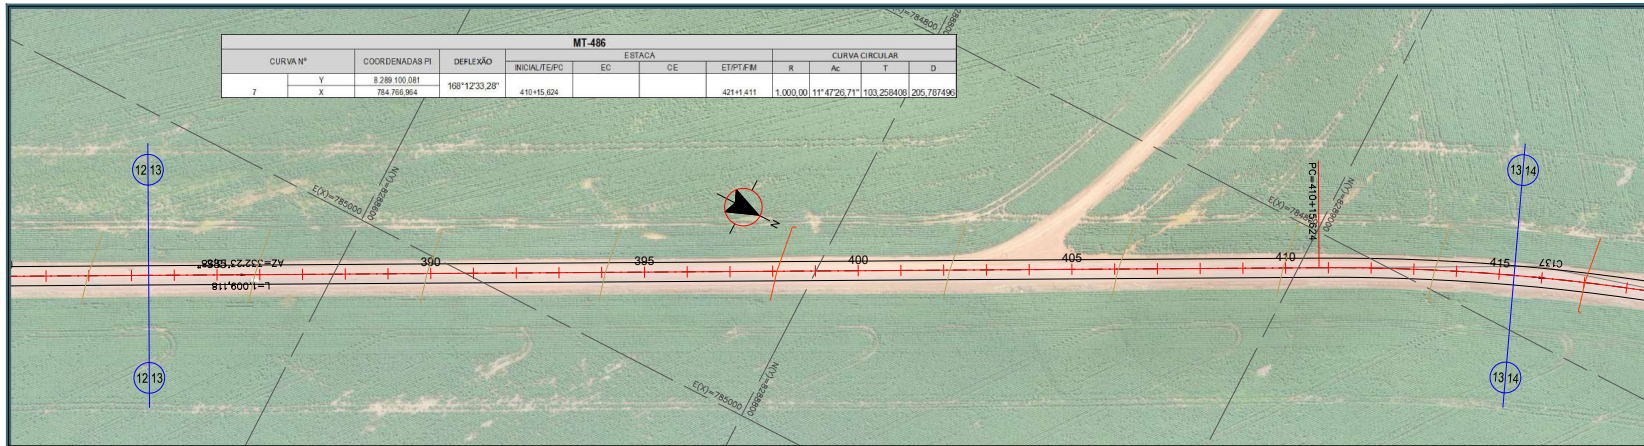 MT-486
CURVA Nº COORDENADAS PI DEFLEXÃO ESTACA CURVA CIRCULAR
INICIAL/TE/PC EC CE ET/PT/FIM R Ac T D
7 Y 8.289.100,081 168°12'33,28" 410+15,624 421+1,411 1.000,00 11°47'26,71" 103,258408 205,787496
X 784.766,964
E(X)=784800
12 13
13 14
E(X)=785000
N(Y)=8288800
N
PC=410+15,624
N(Y)=8289000
390
395
400
405
410
415
C137
L=1.009,118
12 13
13 14
E(X)=785000
N(Y)=8288800